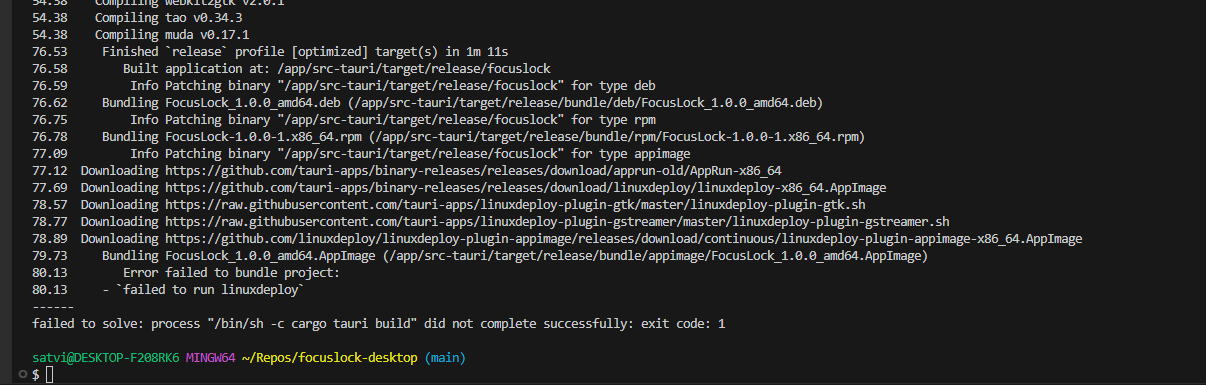 54.38 Compiling webkit2gtk v2.0.1
54.38 Compiling tao v0.34.3
54.38 Compiling muda v0.17.1
76.53 Finished `release` profile [optimized] target(s) in 1m 11s
76.58 Built application at: /app/src-tauri/target/release/focuslock
76.59 Info Patching binary "/app/src-tauri/target/release/focuslock" for type deb
76.62 Bundling FocusLock_1.0.0_amd64.deb (/app/src-tauri/target/release/bundle/deb/FocusLock_1.0.0_amd64.deb)
76.75 Info Patching binary "/app/src-tauri/target/release/focuslock" for type rpm
76.78 Bundling FocusLock-1.0.0-1.x86_64.rpm (/app/src-tauri/target/release/bundle/rpm/FocusLock-1.0.0-1.x86_64.rpm)
77.09 Info Patching binary "/app/src-tauri/target/release/focuslock" for type appimage
77.12 Downloading https://github.com/tauri-apps/binary-releases/releases/download/apprun-old/AppRun-x86_64
77.69 Downloading https://github.com/tauri-apps/binary-releases/releases/download/linuxdeploy/linuxdeploy-x86_64.AppImage
78.57 Downloading https://raw.githubusercontent.com/tauri-apps/linuxdeploy-plugin-gtk/master/linuxdeploy-plugin-gtk.sh
78.77 Downloading https://raw.githubusercontent.com/tauri-apps/linuxdeploy-plugin-gstreamer/master/linuxdeploy-plugin-gstreamer.sh
78.89 Downloading https://github.com/linuxdeploy/linuxdeploy-plugin-appimage/releases/download/continuous/linuxdeploy-plugin-appimage-x86_64.AppImage
79.73 Bundling FocusLock_1.0.0_amd64.AppImage (/app/src-tauri/target/release/bundle/appimage/FocusLock_1.0.0_amd64.AppImage)
80.13 Error failed to bundle project:
80.13 - `failed to run linuxdeploy`
------
failed to solve: process "/bin/sh -c cargo tauri build" did not complete successfully: exit code: 1
satvi@DESKTOP-F208RK6 MINGW64 ~/Repos/focuslock-desktop (main)
$